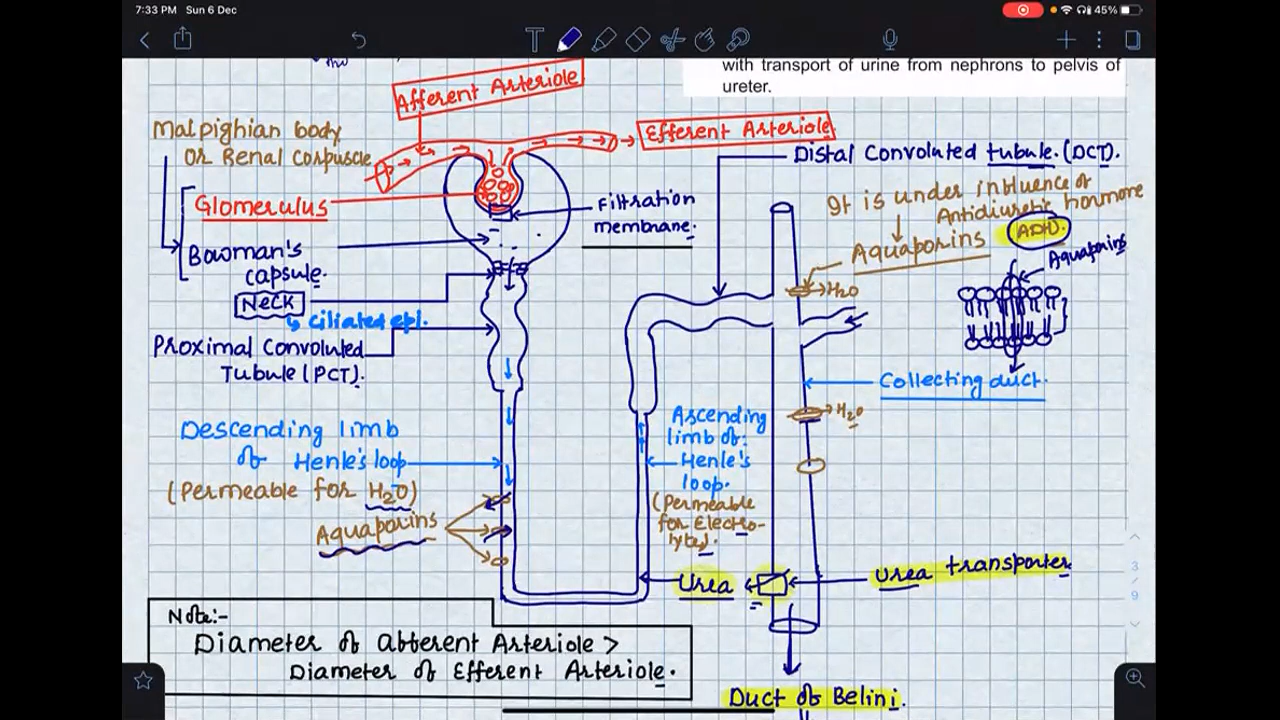 7:33 PM Sun 6 Dec
45%
with transport of urine from nephrons to pelvis of
ureter.
Afferent Arteriole
Efferent Arteriole
Malpighian body
or Renal corpuscle
Distal Convoluted tubule. (DCT).
It is under influence of
Antidiuretic hormone
(ADH)
Glomerulus
Filtration
membrane.
Aquaporins
Aquaporins
Bowman's
capsule.
H2O
Neck
ciliated epi.
Proximal Convoluted
Tubule (PCT).
Collecting duct.
Ascending
limb of
Henle's
loop.
(Permeable
for Electro-
lytes).
H2O
Descending limb
of Henle's loop
(Permeable for H2O)
Aquaporins
Urea
Urea transporter
Note:-
Diameter of afferent Arteriole >
Diameter of Efferent Arteriole.
Duct of Belini.
3
/
9